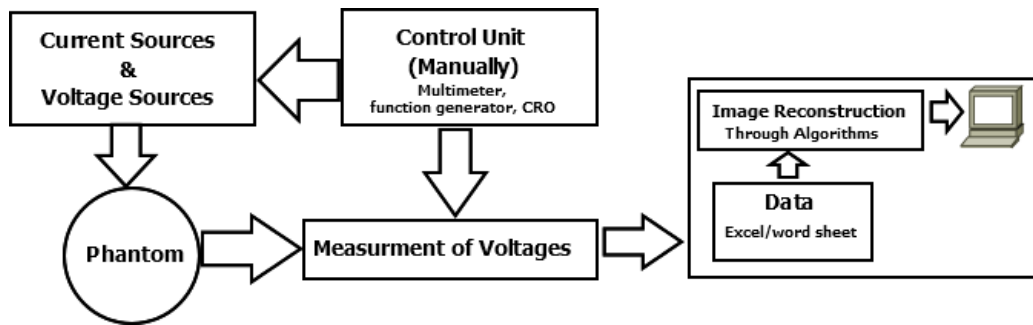 Current Sources
&
Voltage Sources
Control Unit
(Manually)
Multimeter,
function generator, CRO
Phantom
Measurment of Voltages
Image Reconstruction
Through Algorithms
Data
Excel/word sheet